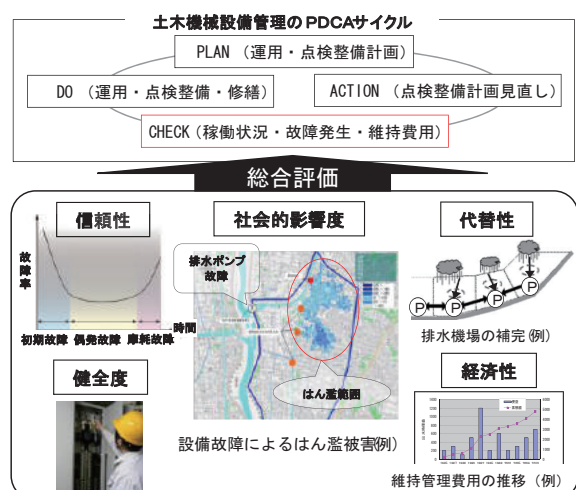 土木機械設備管理のPDCAサイクル
PLAN (運用・点検整備計画)
DO (運用・点検整備・修繕)
ACTION (点検整備計画見直し)
CHECK (稼働状況・故障発生・維持費用)
総合評価
信頼性
故障率
時間
初期故障 偶発故障 摩耗故障
健全度
社会的影響度
排水ポンプ
故障
はん濫範囲
設備故障によるはん濫被害(例)
代替性
P P P P
排水機場の補完(例)
経済性
維持管理費用の推移 (例)